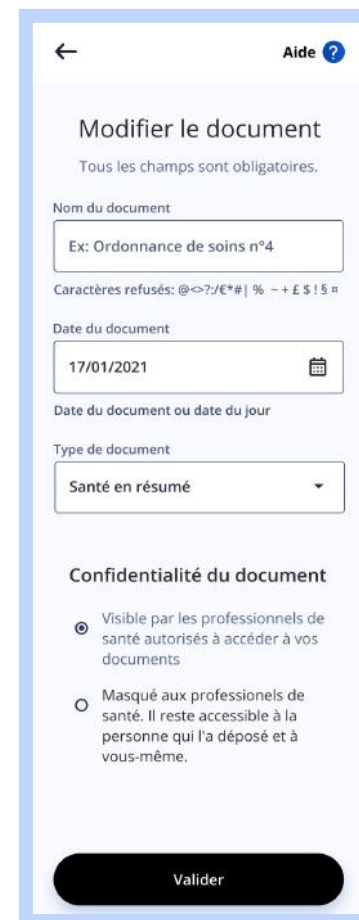 Aide ?
Modifier le document
Tous les champs sont obligatoires.
Nom du document
Ex: Ordonnance de soins n°4
Caractères refusés: @<>?:/€*#| % ~ + £ $ ! § ¤
Date du document
17/01/2021
Date du document ou date du jour
Type de document
Santé en résumé
Confidentialité du document
Visible par les professionnels de
santé autorisés à accéder à vos
documents
Masqué aux professionels de
santé. Il reste accessible à la
personne qui l'a déposé et à
vous-même.
Valider